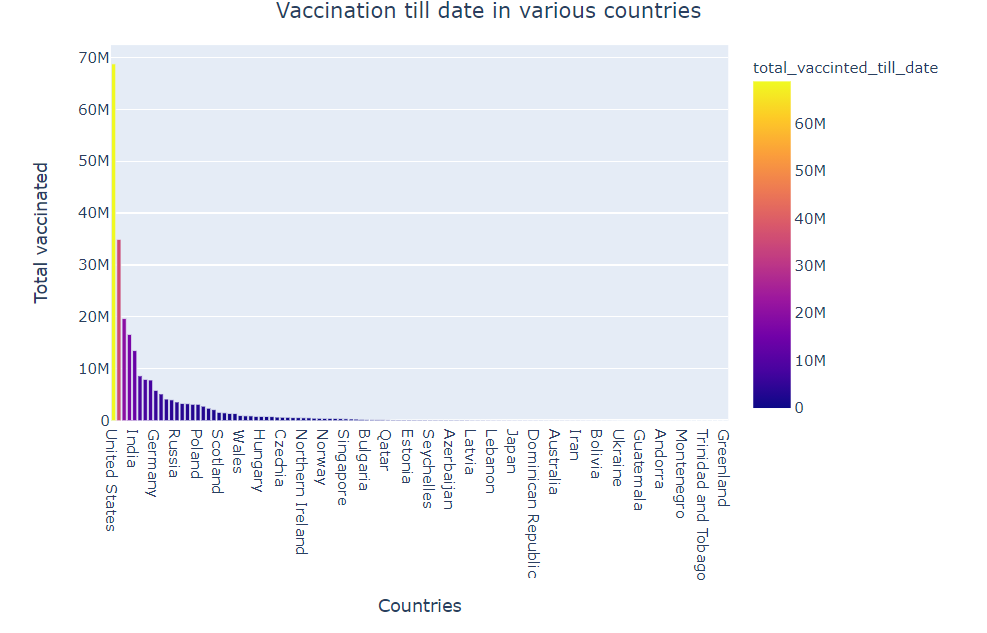 Vaccination till date in various countries
total_vaccinted_till_date
Total vaccinated
70M
60M
50M
40M
30M
20M
10M
0
60M
50M
40M
30M
20M
10M
0
United States
India
Germany
Russia
Poland
Scotland
Wales
Hungary
Czechia
Northern Ireland
Norway
Singapore
Bulgaria
Qatar
Estonia
Seychelles
Azerbaijan
Latvia
Lebanon
Japan
Dominican Republic
Australia
Iran
Bolivia
Ukraine
Guatemala
Andorra
Montenegro
Trinidad and Tobago
Greenland
Countries